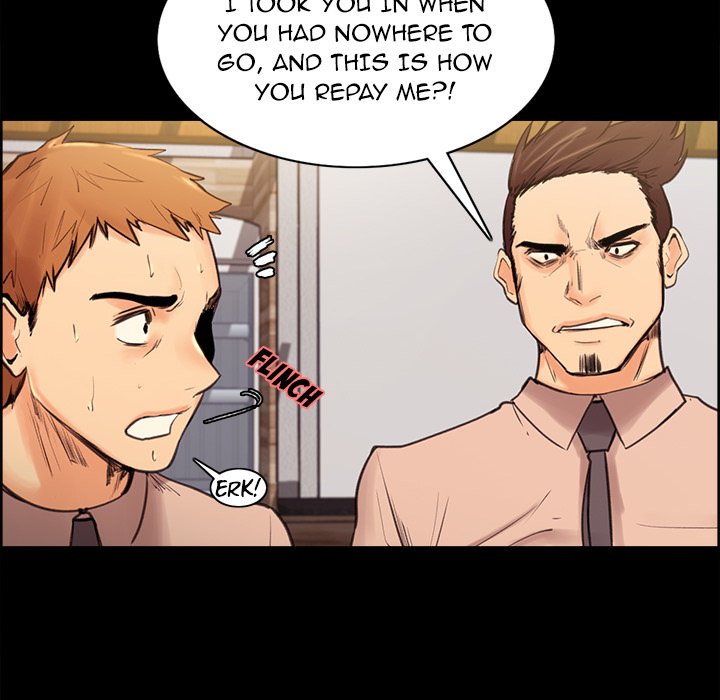 I TOOK YOU IN WHEN
YOU HAD NOWHERE TO
GO, AND THIS IS HOW
YOU REPAY ME?!
FLINCH
ERK!